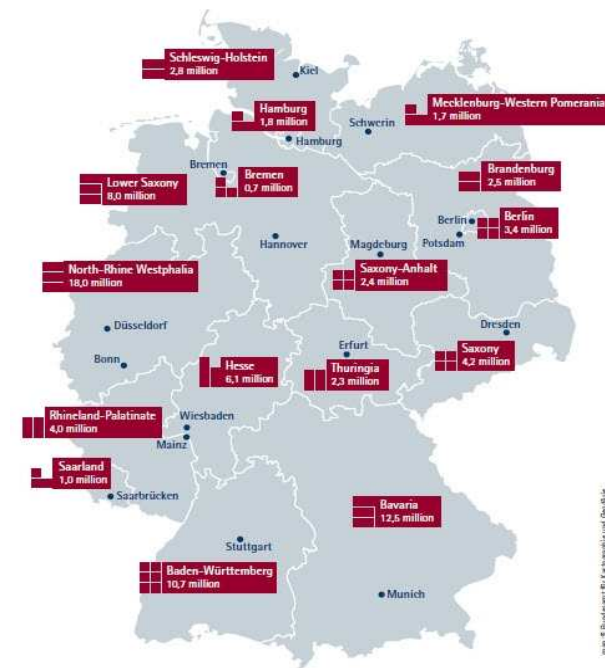 Schleswig-Holstein
2,8 million
Kiel
Hamburg
1,8 million
Mecklenburg-Western Pomerania
1,7 million
Schwerin
Hamburg
Bremen
Bremen
0,7 million
Lower Saxony
8,0 million
Brandenburg
2,5 million
Berlin
Berlin
3,4 million
Potsdam
Hannover
Magdeburg
Saxony-Anhalt
2,4 million
North-Rhine Westphalia
18,0 million
Düsseldorf
Bonn
Hesse
6,1 million
Erfurt
Thuringia
2,3 million
Dresden
Saxony
4,2 million
Rhineland-Palatinate
4,0 million
Wiesbaden
Mainz
Saarland
1,0 million
Saarbrücken
Bavaria
12,5 million
Stuttgart
Baden-Württemberg
10,7 million
Munich